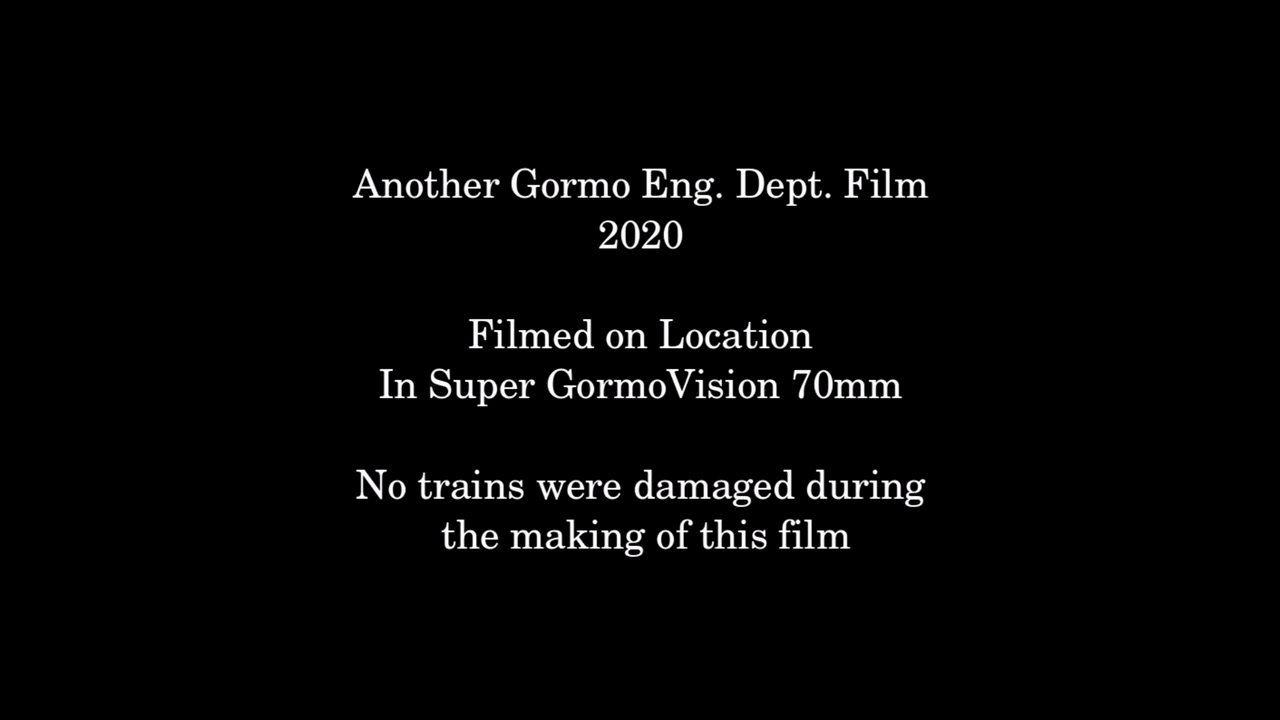 Another Gormo Eng. Dept. Film
2020
Filmed on Location
In Super GormoVision 70mm
No trains were damaged during
the making of this film